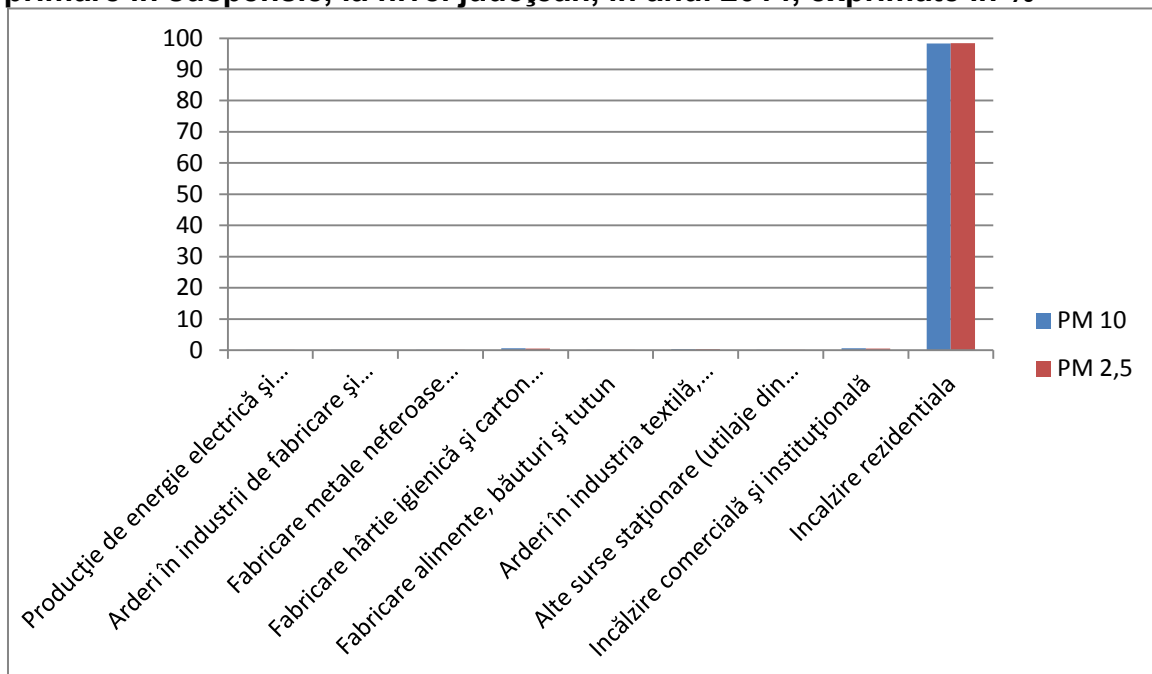 primare în suspensie, la nivel judeţean, în anul 2014, exprimate în %
100
90
80
70
60
50
40
30
20
10
0
PM 10
PM 2,5
Producţie de energie electrică şi...
Arderi în industrii de fabricare şi...
Fabricare metale neferoase...
Fabricare hârtie igienică şi carton...
Fabricare alimente, băuturi şi tutun
Arderi în industria textilă,...
Alte surse staţionare (utilaje din...
Incălzire comercială şi instituţională
Incalzire rezidentiala